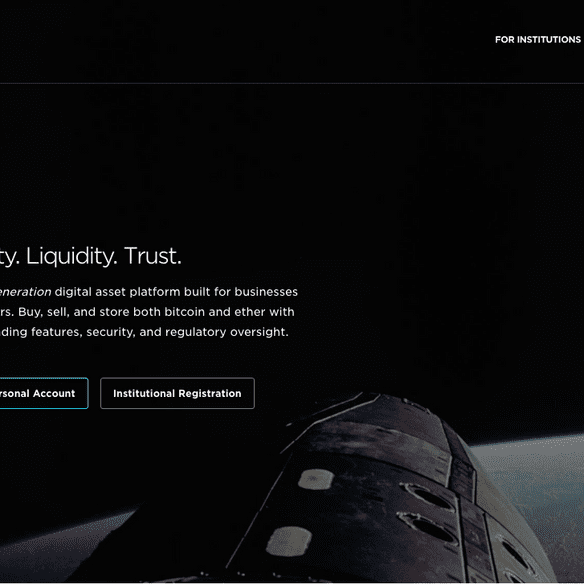 FOR INSTITUTIONS
ty. Liquidity. Trust.
eneration digital asset platform built for businesses
rs. Buy, sell, and store both bitcoin and ether with
ding features, security, and regulatory oversight.
rsonal Account
Institutional Registration